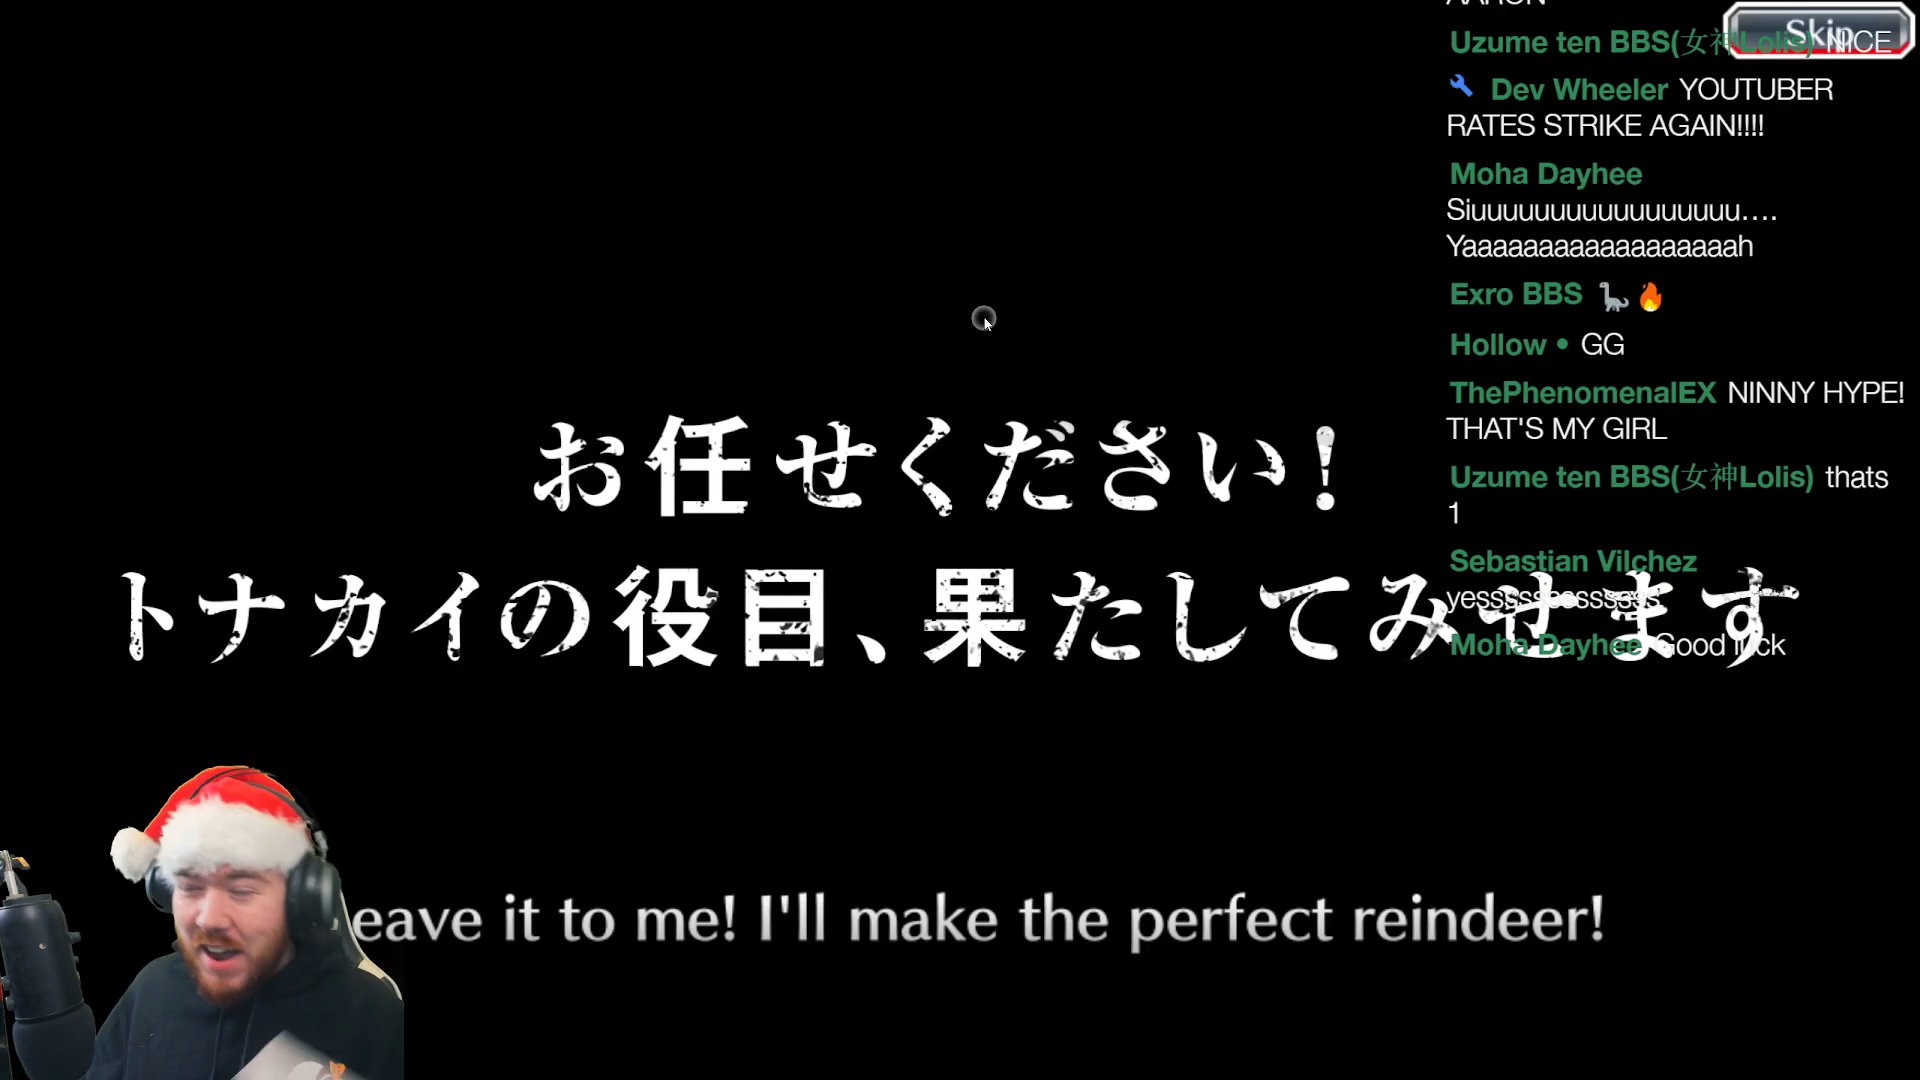 Skip
Uzume ten BBS(女神Lolis) NICE
Dev Wheeler YOUTUBER
RATES STRIKE AGAIN!!!!
Moha Dayhee
Siuuuuuuuuuuuuuuuuuu....
Yaaaaaaaaaaaaaaaaaah
Exro BBS 🦕🔥
Hollow • GG
ThePhenomenalEX NINNY HYPE!
THAT'S MY GIRL
Uzume ten BBS(女神Lolis) thats
1
Sebastian Vilchez
Moha Dayhee Good luck
お任せください!
トナカイの役目、果たしてみせます
eave it to me! I'll make the perfect reindeer!